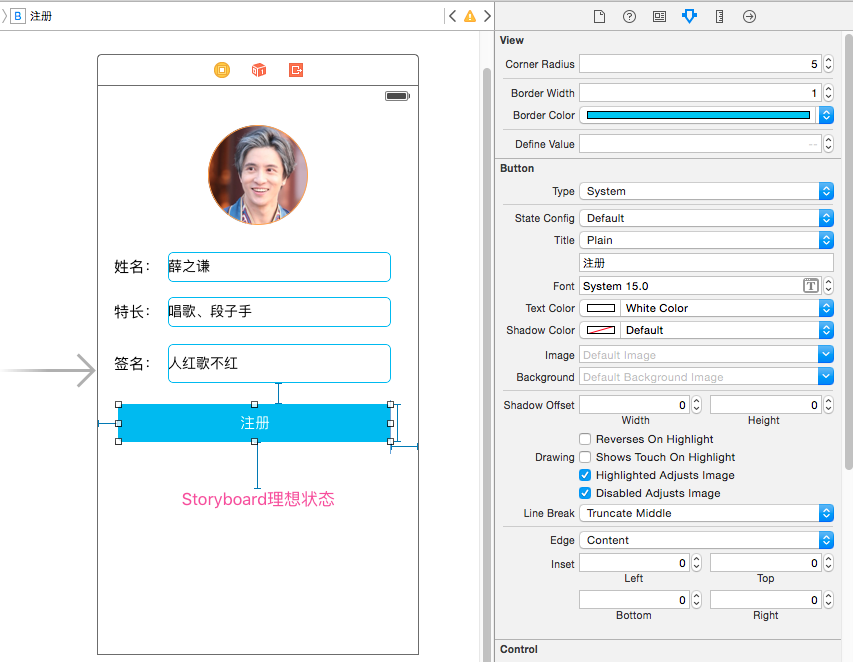 B 注册
姓名： 薛之谦
特长： 唱歌、段子手
签名： 人红歌不红
注册
Storyboard理想状态
View
Corner Radius 5
Border Width 1
Border Color
Define Value --
Button
Type System
State Config Default
Title Plain
注册
Font System 15.0 T
Text Color White Color
Shadow Color Default
Image Default Image
Background Default Background Image
Shadow Offset 0 0
Width Height
Reverses On Highlight
Drawing Shows Touch On Highlight
Highlighted Adjusts Image
Disabled Adjusts Image
Line Break Truncate Middle
Edge Content
Inset 0 0
Left Top
0 0
Bottom Right
Control